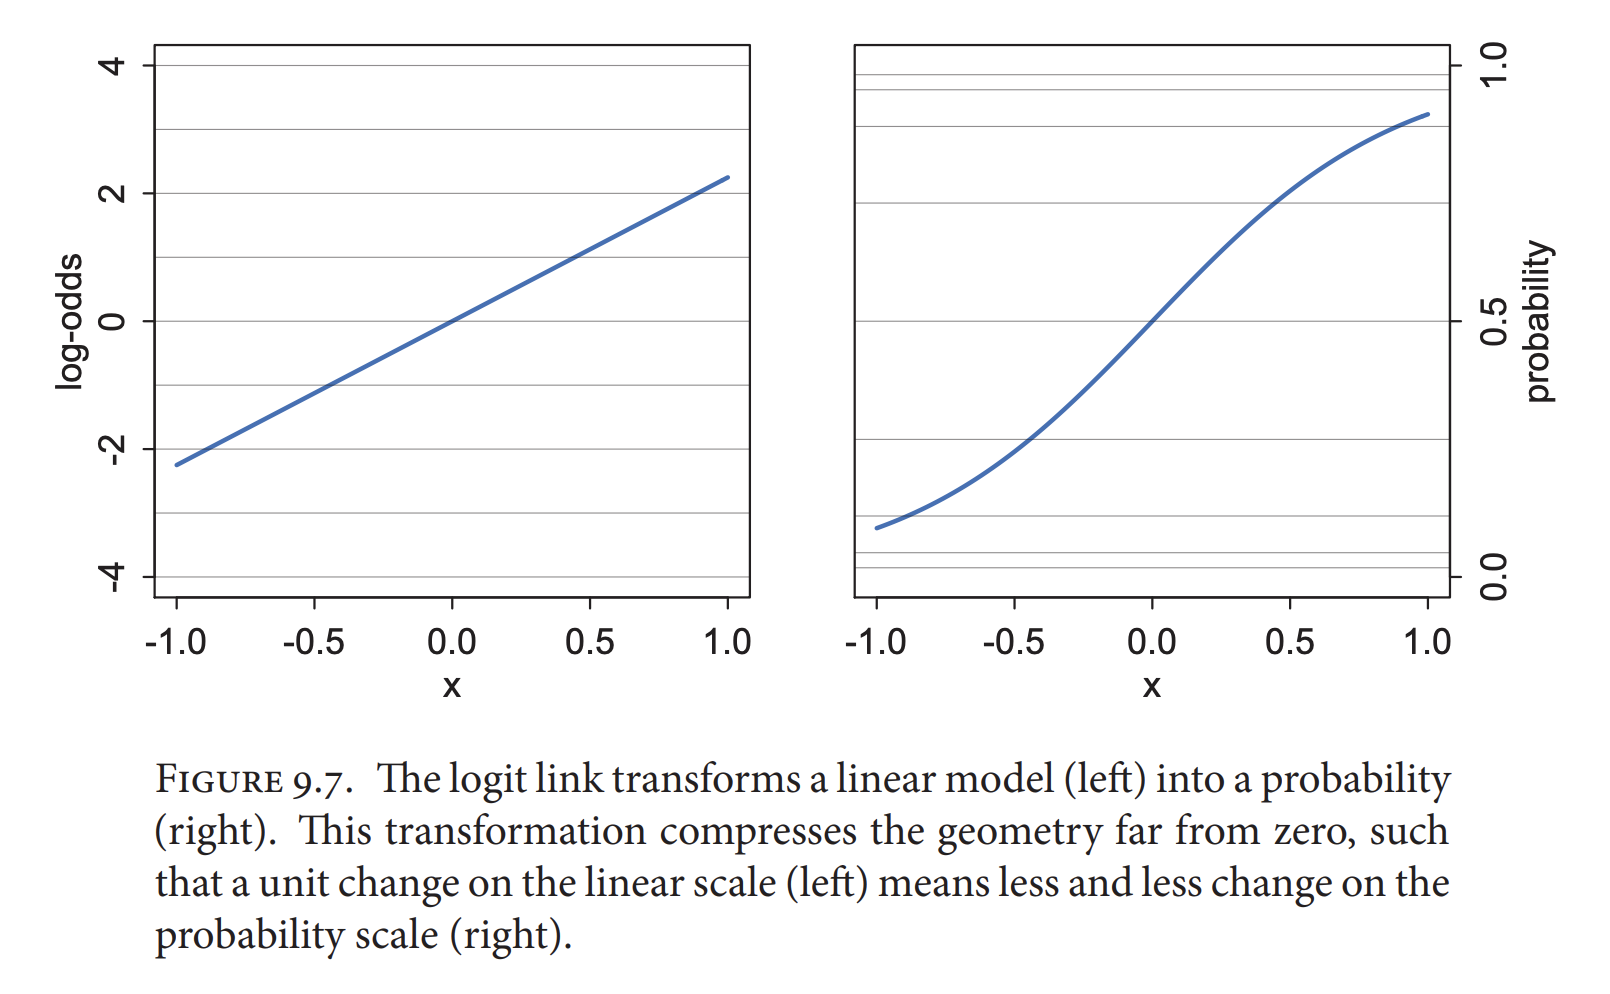 4
2
0
-2
-4
log-odds
-1.0 -0.5 0.0 0.5 1.0
x
1.0
0.5
0.0
probability
-1.0 -0.5 0.0 0.5 1.0
x
FIGURE 9.7. The logit link transforms a linear model (left) into a probability
(right). This transformation compresses the geometry far from zero, such
that a unit change on the linear scale (left) means less and less change on the
probability scale (right).